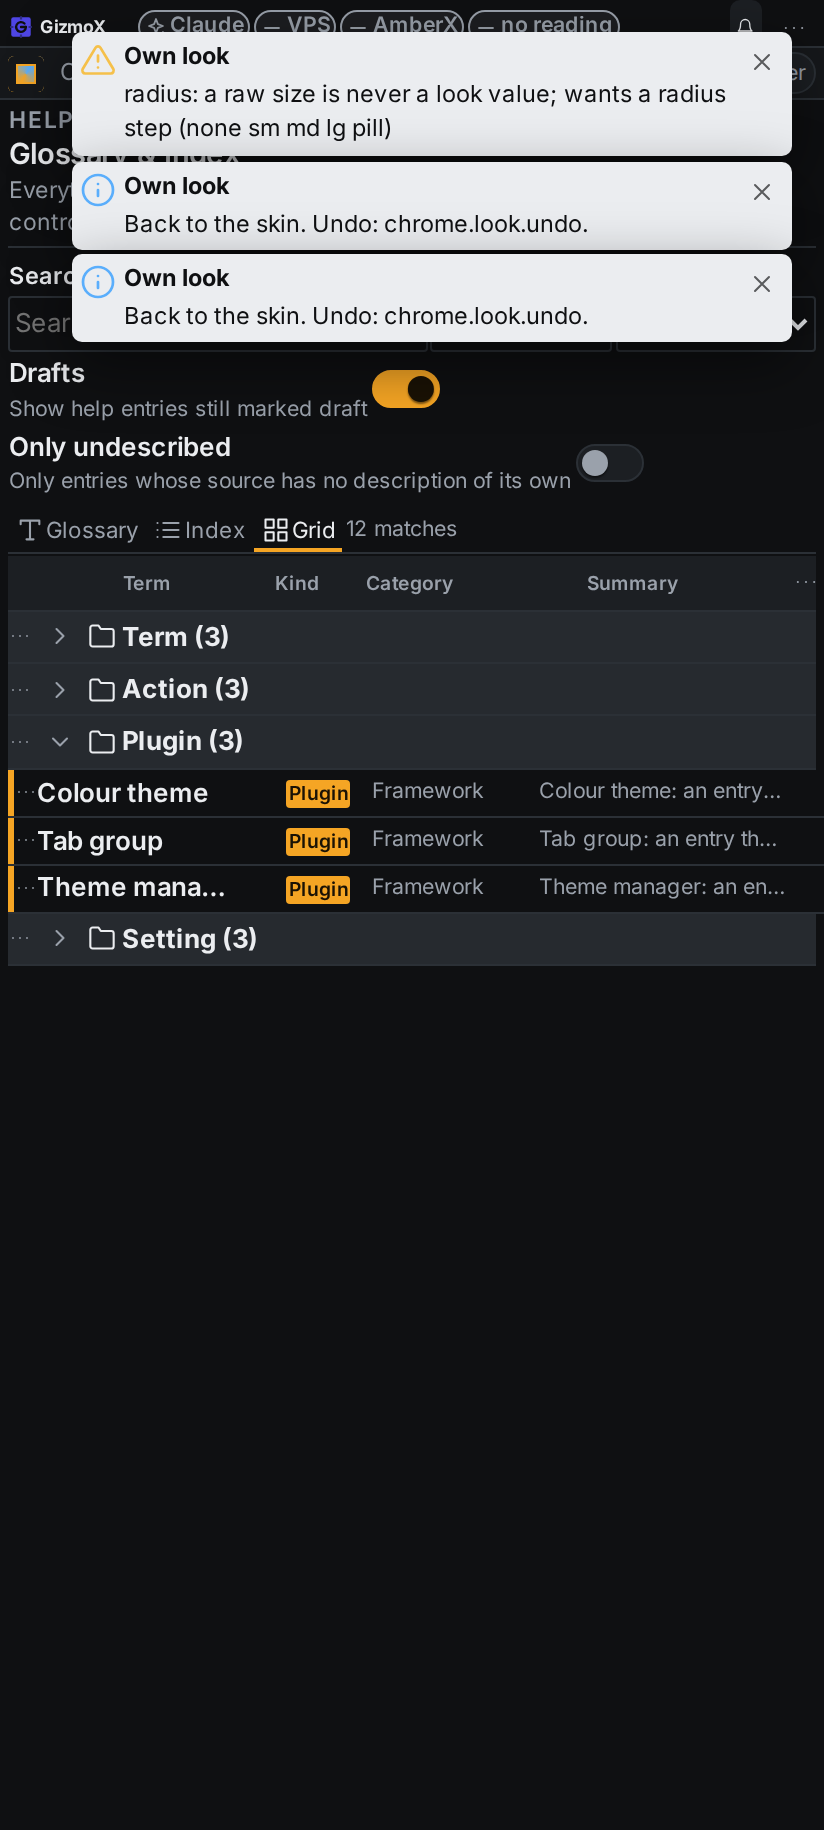 GizmoX Claude VPS AmberX no reading
Own look
radius: a raw size is never a look value; wants a radius
step (none sm md lg pill)
HELP
Glossary & Index
Own look
Back to the skin. Undo: chrome.look.undo.
Own look
Back to the skin. Undo: chrome.look.undo.
Drafts
Show help entries still marked draft
Only undescribed
Only entries whose source has no description of its own
Glossary Index Grid 12 matches
Term Kind Category Summary ...
... Term (3)
... Action (3)
... Plugin (3)
... Colour theme Plugin Framework Colour theme: an entry...
... Tab group Plugin Framework Tab group: an entry th...
... Theme mana... Plugin Framework Theme manager: an en...
... Setting (3)